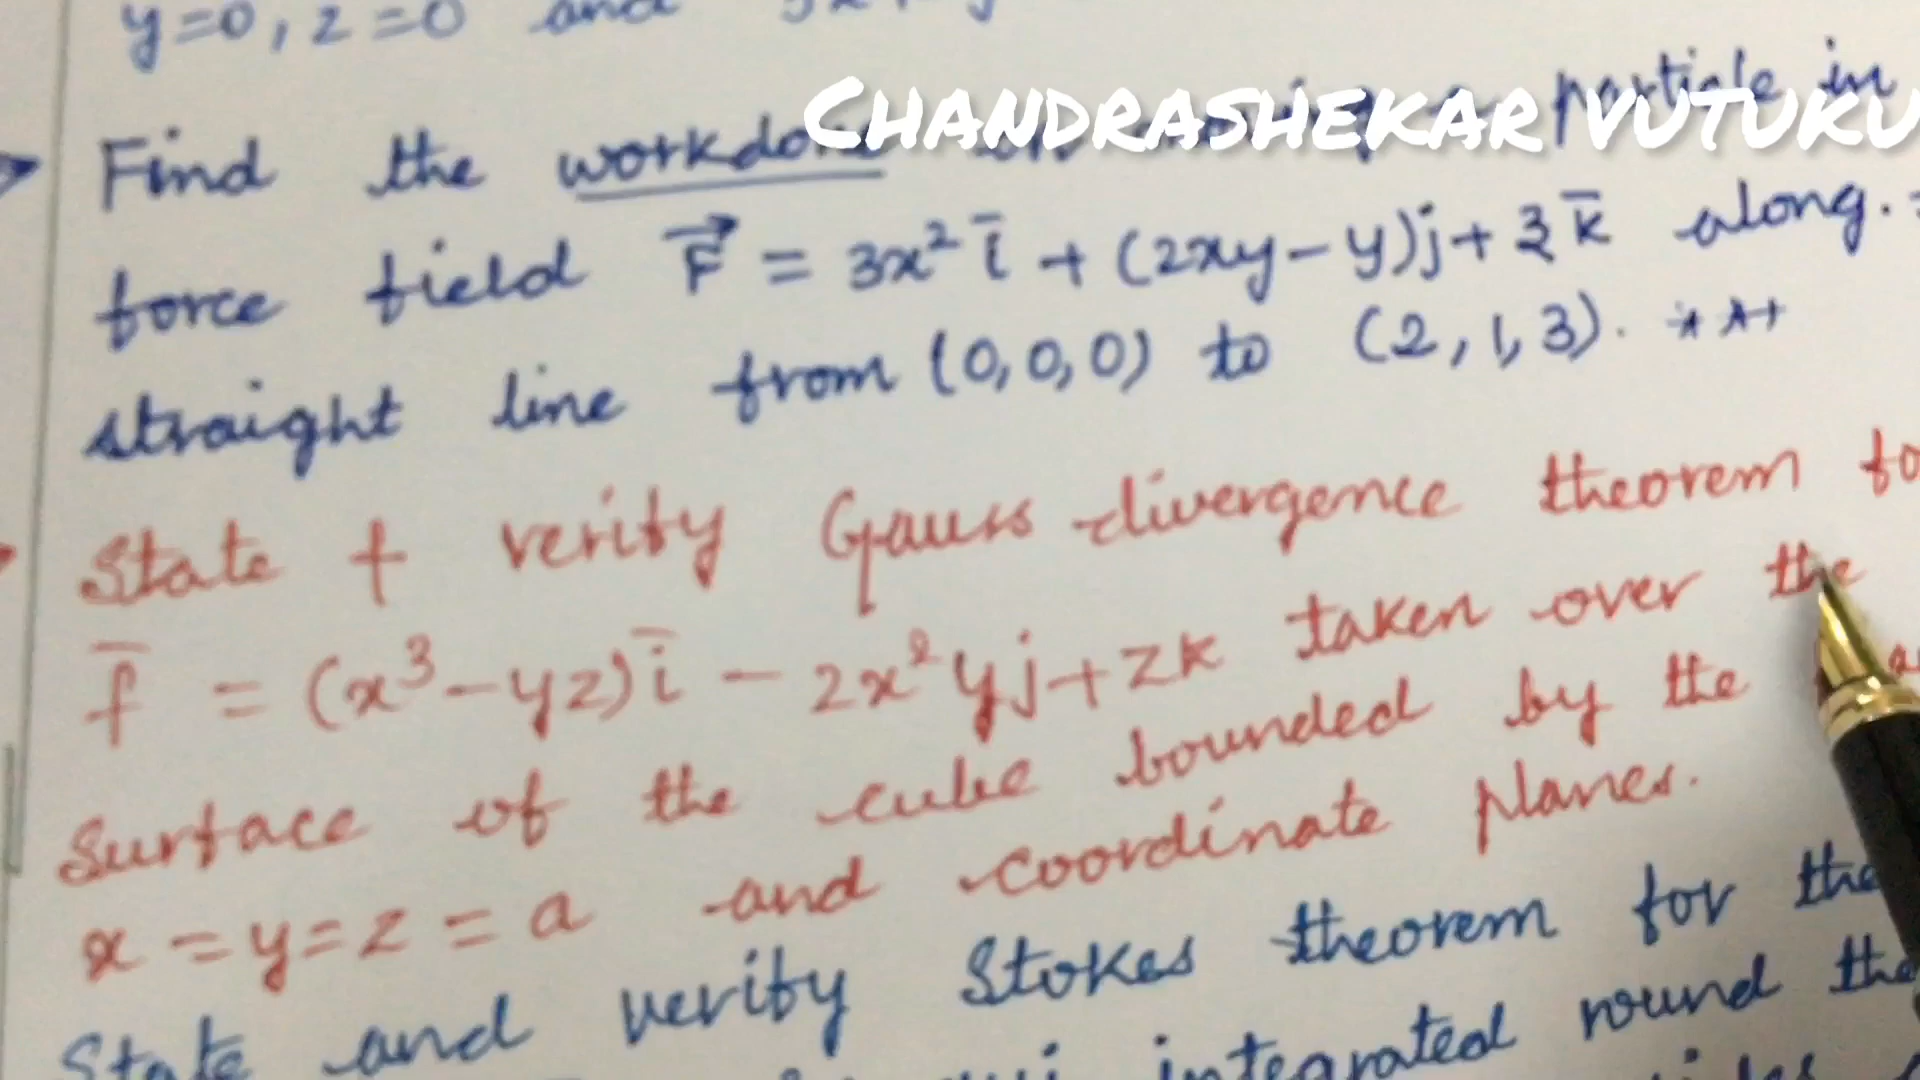 y=0, z=0 and
CHANDRASHEKAR VUTUKU
Find the workdone particle in
force field F⃗ = 3x² i̅ + (2xy-y)j + z k̅ along.
straight line from (0,0,0) to (2,1,3). ***
State + verify Gauss divergence theorem fo
f̅ = (x³-yz) i̅ - 2x²yj+zk taken over the
Surface of the cube bounded by the
x = y = z = a and coordinate planes.
State and verify Stokes theorem for the
integrated round the